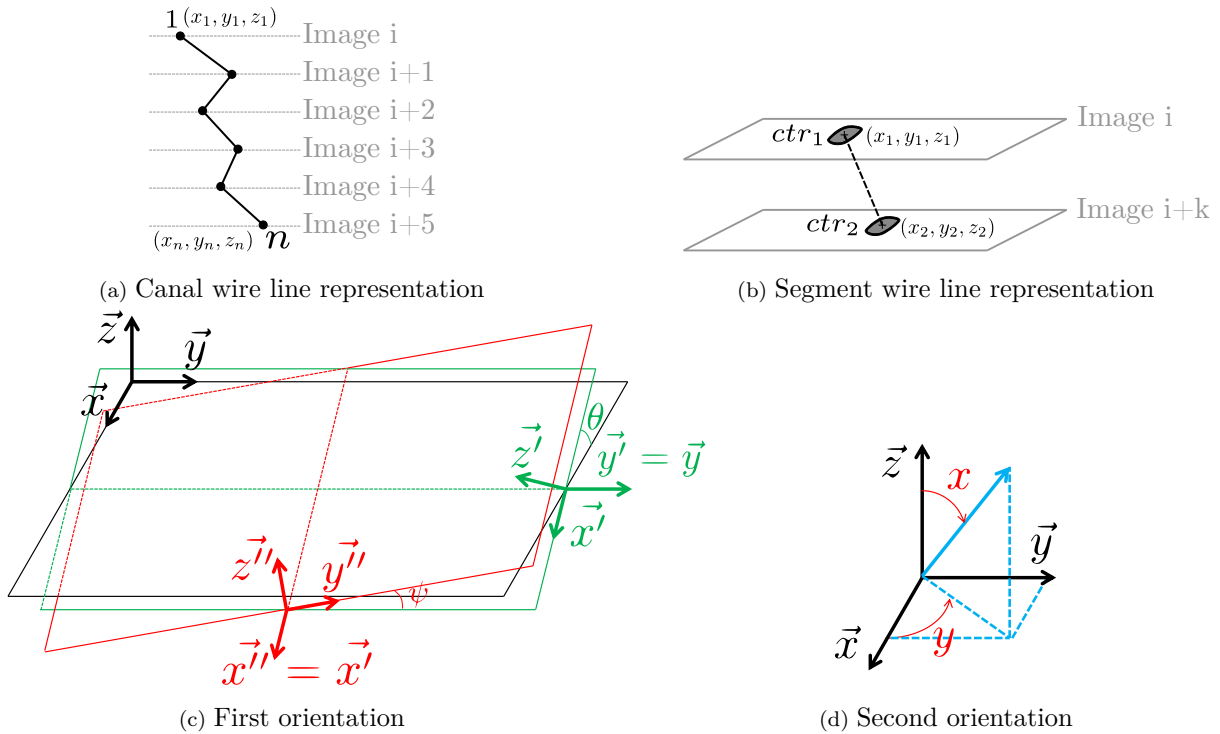 1 (x₁, y₁, z₁)
Image i
Image i+1
Image i+2
Image i+3
Image i+4
Image i+5
(xₙ, yₙ, zₙ) n
(a) Canal wire line representation
Image i
ctr₁ (x₁, y₁, z₁)
Image i+k
ctr₂ (x₂, y₂, z₂)
(b) Segment wire line representation
z⃗
y⃗
x⃗
θ
z⃗′
y⃗′ = y⃗
x⃗′
z⃗′′
y⃗′′
ψ
x⃗′′ = x⃗′
(c) First orientation
z⃗
x
y⃗
y
x⃗
(d) Second orientation